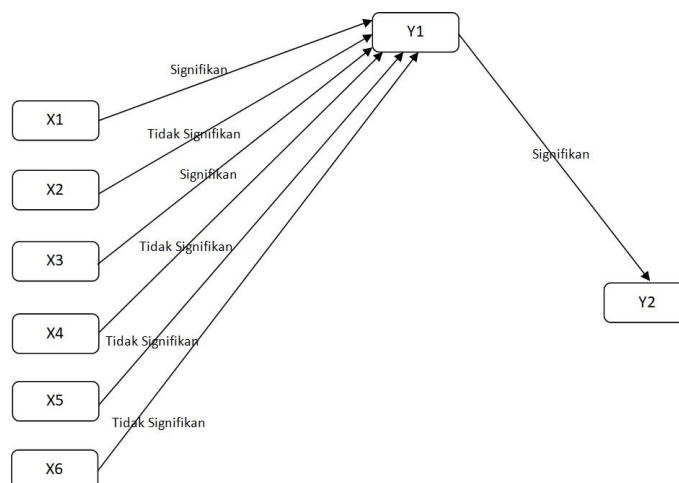 Y1
Signifikan
X1
Tidak Signifikan
Signifikan
Signifikan
X2
Tidak Signifikan
X3
Y2
X4
Tidak Signifikan
X5
Tidak Signifikan
X6